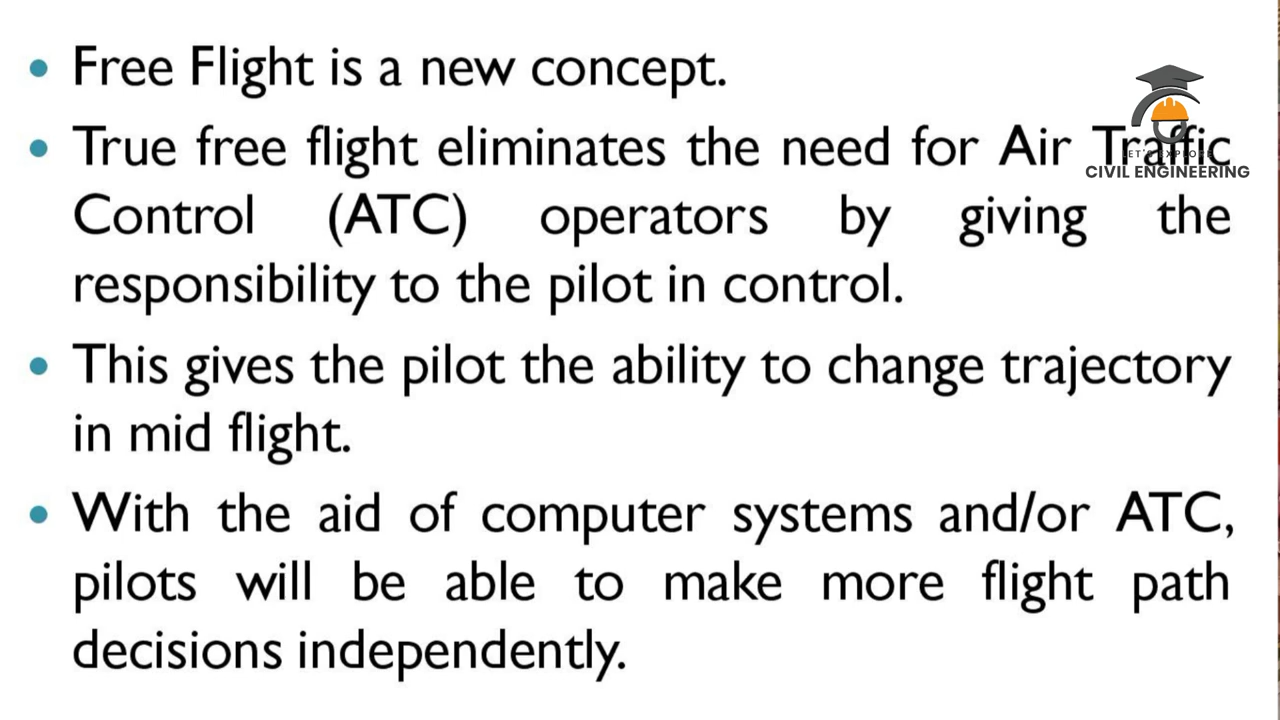 Free Flight is a new concept.
True free flight eliminates the need for Air Traffic
Control (ATC) operators by giving the
responsibility to the pilot in control.
This gives the pilot the ability to change trajectory
in mid flight.
With the aid of computer systems and/or ATC,
pilots will be able to make more flight path
decisions independently.
LET'S EXPLORE
CIVIL ENGINEERING